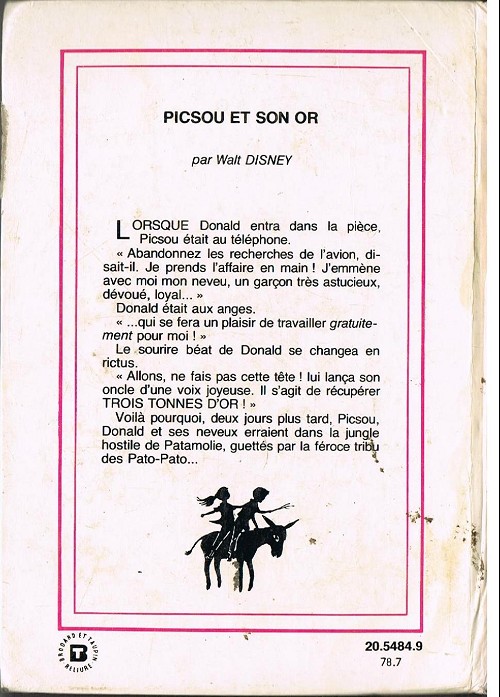 PICSOU ET SON OR
par Walt DISNEY
LORSQUE Donald entra dans la pièce,
Picsou était au téléphone.
« Abandonnez les recherches de l'avion, di-
sait-il. Je prends l'affaire en main ! J'emmène
avec moi mon neveu, un garçon très astucieux,
dévoué, loyal... »
Donald était aux anges.
« ...qui se fera un plaisir de travailler gratuite-
ment pour moi ! »
Le sourire béat de Donald se changea en
rictus.
« Allons, ne fais pas cette tête ! lui lança son
oncle d'une voix joyeuse. Il s'agit de récupérer
TROIS TONNES D'OR ! »
Voilà pourquoi, deux jours plus tard, Picsou,
Donald et ses neveux erraient dans la jungle
hostile de Patamolie, guettés par la féroce tribu
des Pato-Pato...
BRODARD ET TAUPIN
BT
RELIURE
20.5484.9
78.7